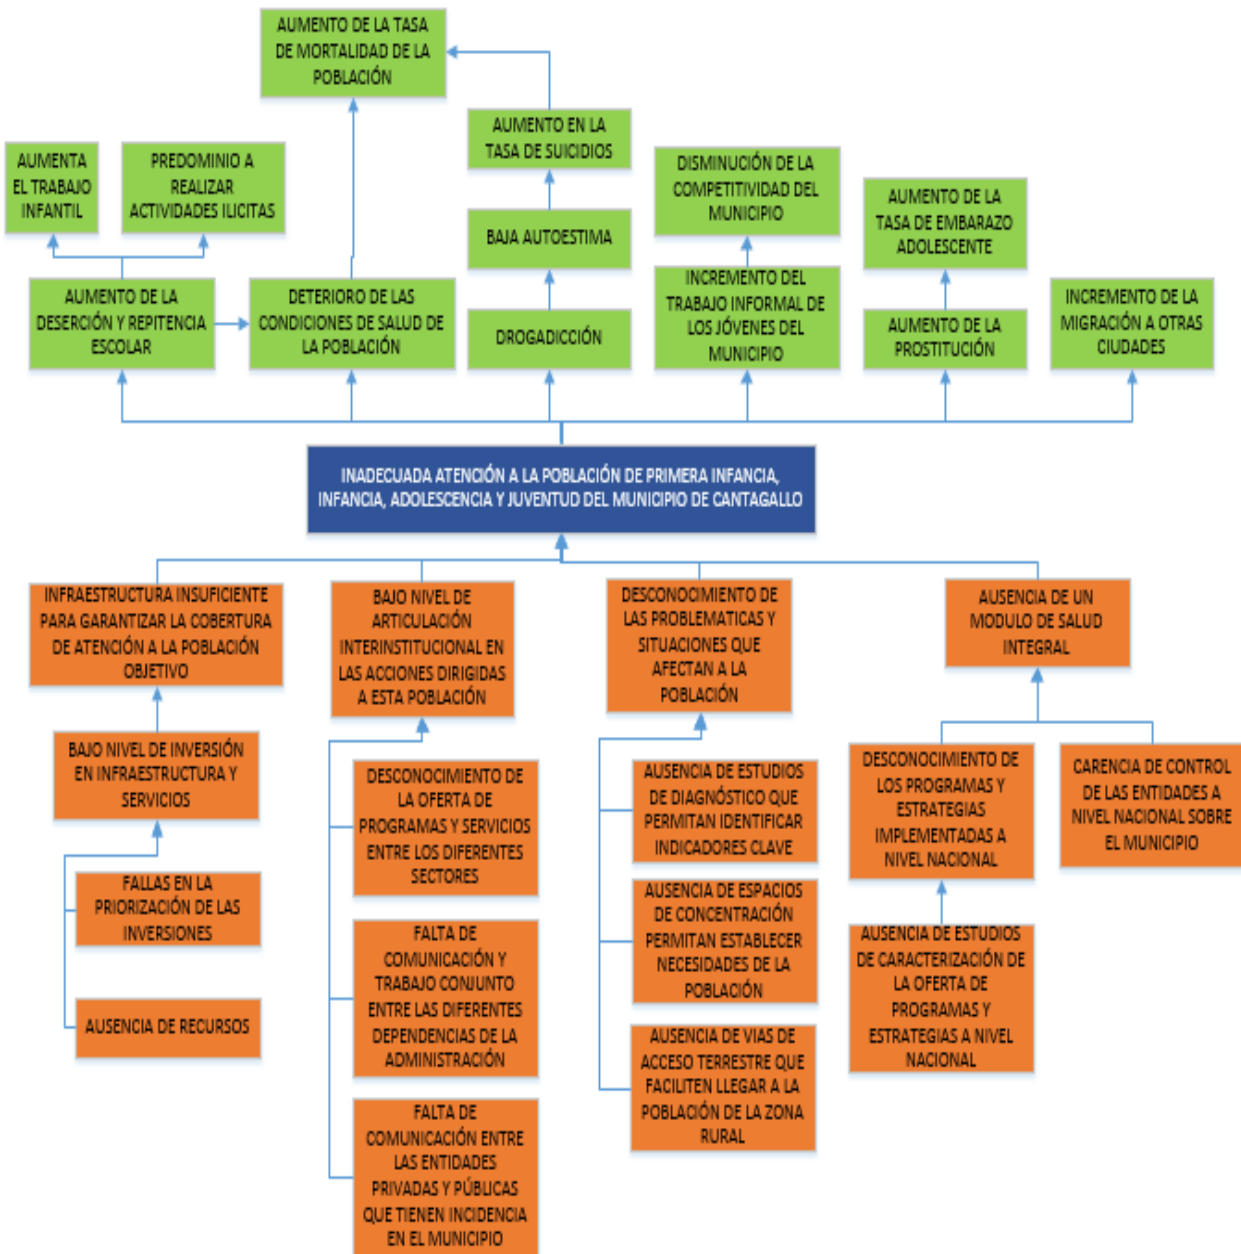 AUMENTO DE LA TASA
DE MORTALIDAD DE LA
POBLACIÓN
AUMENTO EN LA
TASA DE SUICIDIOS
AUMENTA
EL TRABAJO
INFANTIL
PREDOMINIO A
REALIZAR
ACTIVIDADES ILICITAS
DISMINUCIÓN DE LA
COMPETITIVIDAD DEL
MUNICIPIO
AUMENTO DE LA
TASA DE EMBARAZO
ADOLESCENTE
BAJA AUTOESTIMA
AUMENTO DE LA
DESERCIÓN Y REPITENCIA
ESCOLAR
DETERIORO DE LAS
CONDICIONES DE SALUD DE
LA POBLACIÓN
DROGADICCIÓN
INCREMENTO DEL
TRABAJO INFORMAL DE
LOS JÓVENES DEL
MUNICIPIO
AUMENTO DE LA
PROSTITUCIÓN
INCREMENTO DE LA
MIGRACIÓN A OTRAS
CIUDADES
INADECUADA ATENCIÓN A LA POBLACIÓN DE PRIMERA INFANCIA,
INFANCIA, ADOLESCENCIA Y JUVENTUD DEL MUNICIPIO DE CANTAGALLO
INFRAESTRUCTURA INSUFICIENTE
PARA GARANTIZAR LA COBERTURA
DE ATENCIÓN A LA POBLACIÓN
OBJETIVO
BAJO NIVEL DE
ARTICULACIÓN
INTERINSTITUCIONAL EN
LAS ACCIONES DIRIGIDAS
A ESTA POBLACIÓN
DESCONOCIMIENTO DE
LAS PROBLEMATICAS Y
SITUACIONES QUE
AFECTAN A LA
POBLACIÓN
AUSENCIA DE UN
MODULO DE SALUD
INTEGRAL
BAJO NIVEL DE INVERSIÓN
EN INFRAESTRUCTURA Y
SERVICIOS
DESCONOCIMIENTO DE
LA OFERTA DE
PROGRAMAS Y SERVICIOS
ENTRE LOS DIFERENTES
SECTORES
AUSENCIA DE ESTUDIOS
DE DIAGNÓSTICO QUE
PERMITAN IDENTIFICAR
INDICADORES CLAVE
DESCONOCIMIENTO DE
LOS PROGRAMAS Y
ESTRATEGIAS
IMPLEMENTADAS A
NIVEL NACIONAL
CARENCIA DE CONTROL
DE LAS ENTIDADES A
NIVEL NACIONAL SOBRE
EL MUNICIPIO
FALLAS EN LA
PRIORIZACIÓN DE LAS
INVERSIONES
FALTA DE
COMUNICACIÓN Y
TRABAJO CONJUNTO
ENTRE LAS DIFERENTES
DEPENDENCIAS DE LA
ADMINISTRACIÓN
AUSENCIA DE ESPACIOS
DE CONCENTRACIÓN
PERMITAN ESTABLECER
NECESIDADES DE LA
POBLACIÓN
AUSENCIA DE ESTUDIOS
DE CARACTERIZACIÓN DE
LA OFERTA DE
PROGRAMAS Y
ESTRATEGIAS A NIVEL
NACIONAL
AUSENCIA DE RECURSOS
AUSENCIA DE VIAS DE
ACCESO TERRESTRE QUE
FACILITEN LLEGAR A LA
POBLACIÓN DE LA ZONA
RURAL
FALTA DE
COMUNICACIÓN ENTRE
LAS ENTIDADES
PRIVADAS Y PÚBLICAS
QUE TIENEN INCIDENCIA
EN EL MUNICIPIO